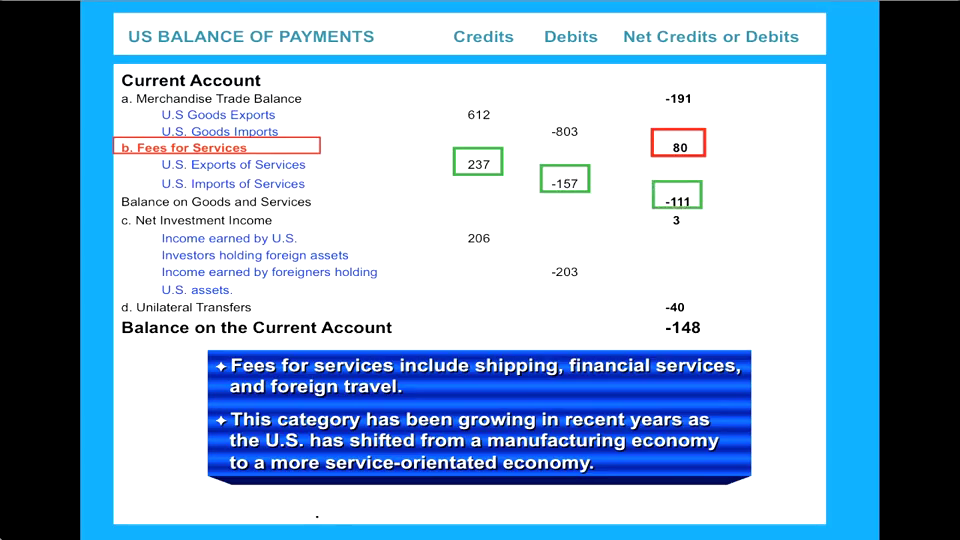 US BALANCE OF PAYMENTS Credits Debits Net Credits or Debits
Current Account
a. Merchandise Trade Balance -191
U.S Goods Exports 612
U.S. Goods Imports -803
b. Fees for Services 80
U.S. Exports of Services 237
U.S. Imports of Services -157
Balance on Goods and Services -111
c. Net Investment Income 3
Income earned by U.S. 206
Investors holding foreign assets
Income earned by foreigners holding -203
U.S. assets.
d. Unilateral Transfers -40
Balance on the Current Account -148
✦ Fees for services include shipping, financial services,
and foreign travel.
✦ This category has been growing in recent years as
the U.S. has shifted from a manufacturing economy
to a more service-orientated economy.
.